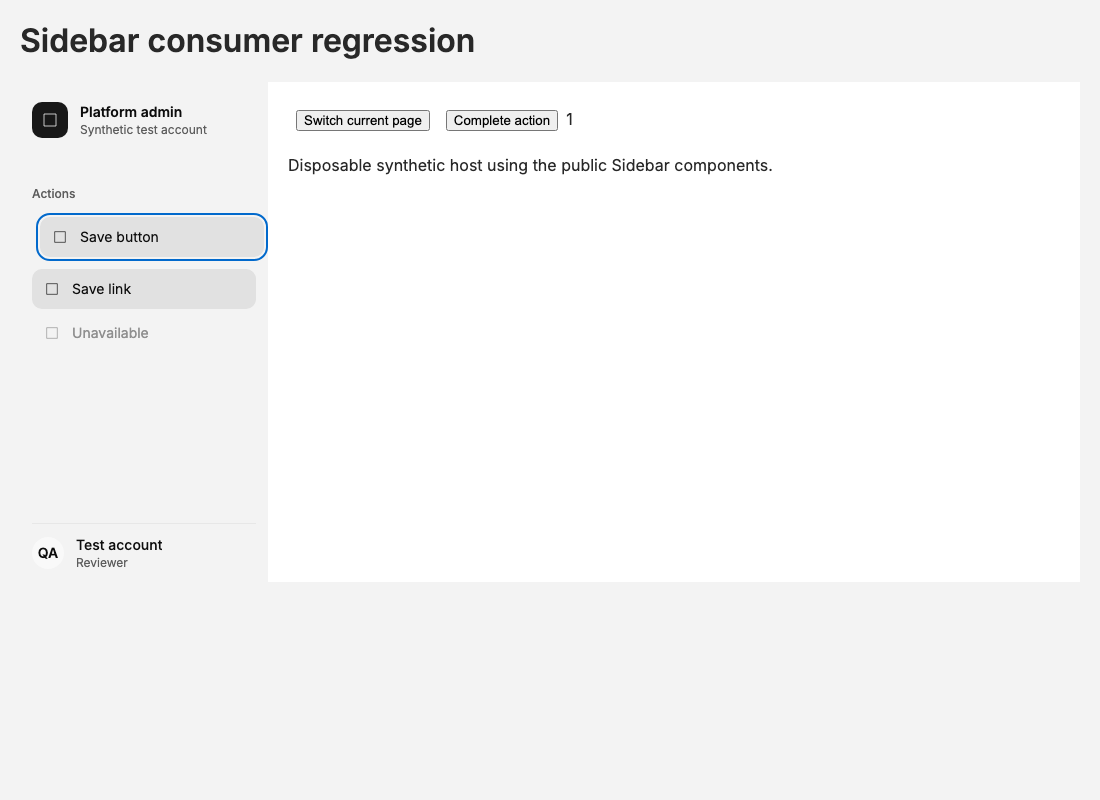 Sidebar consumer regression
Platform admin
Synthetic test account
Actions
Save button
Save link
Unavailable
QA
Test account
Reviewer
Switch current page
Complete action
1
Disposable synthetic host using the public Sidebar components.